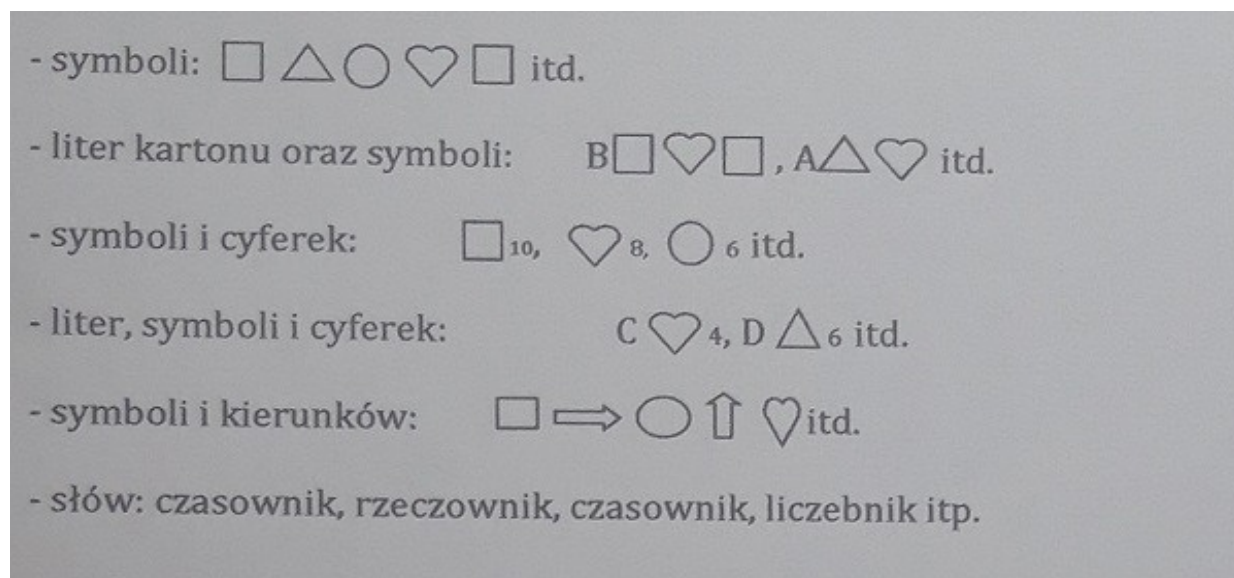 - symboli: □ △ ○ ♡ □ itd.
- liter kartonu oraz symboli: B□♡□, A△♡ itd.
- symboli i cyferek: □10, ♡8, ○6 itd.
- liter, symboli i cyferek: C♡4, D△6 itd.
- symboli i kierunków: □⇨○⇧♡itd.
- słów: czasownik, rzeczownik, czasownik, liczebnik itp.